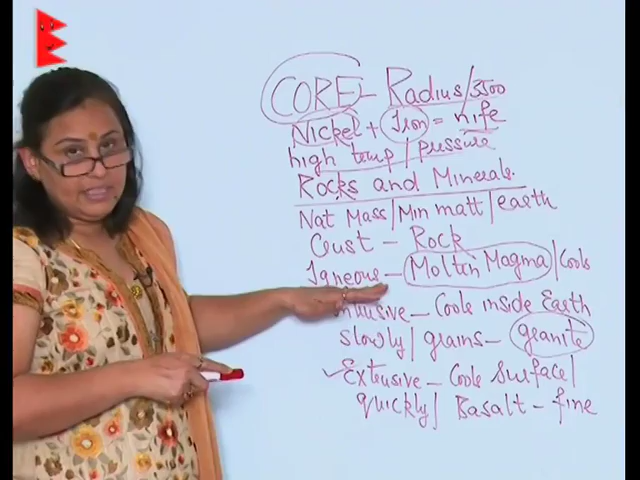 CORE - Radius/3500
Nickel + Iron = nife
high temp / pressure
Rocks and Minerals.
Nat Mass/Min matt/earth
Crust - Rock
Igneous - Molten Magma/Cools
Cools inside Earth
slowly/grains - granite
✓Extrusive - Cools Surface/
quickly/ Basalt - fine